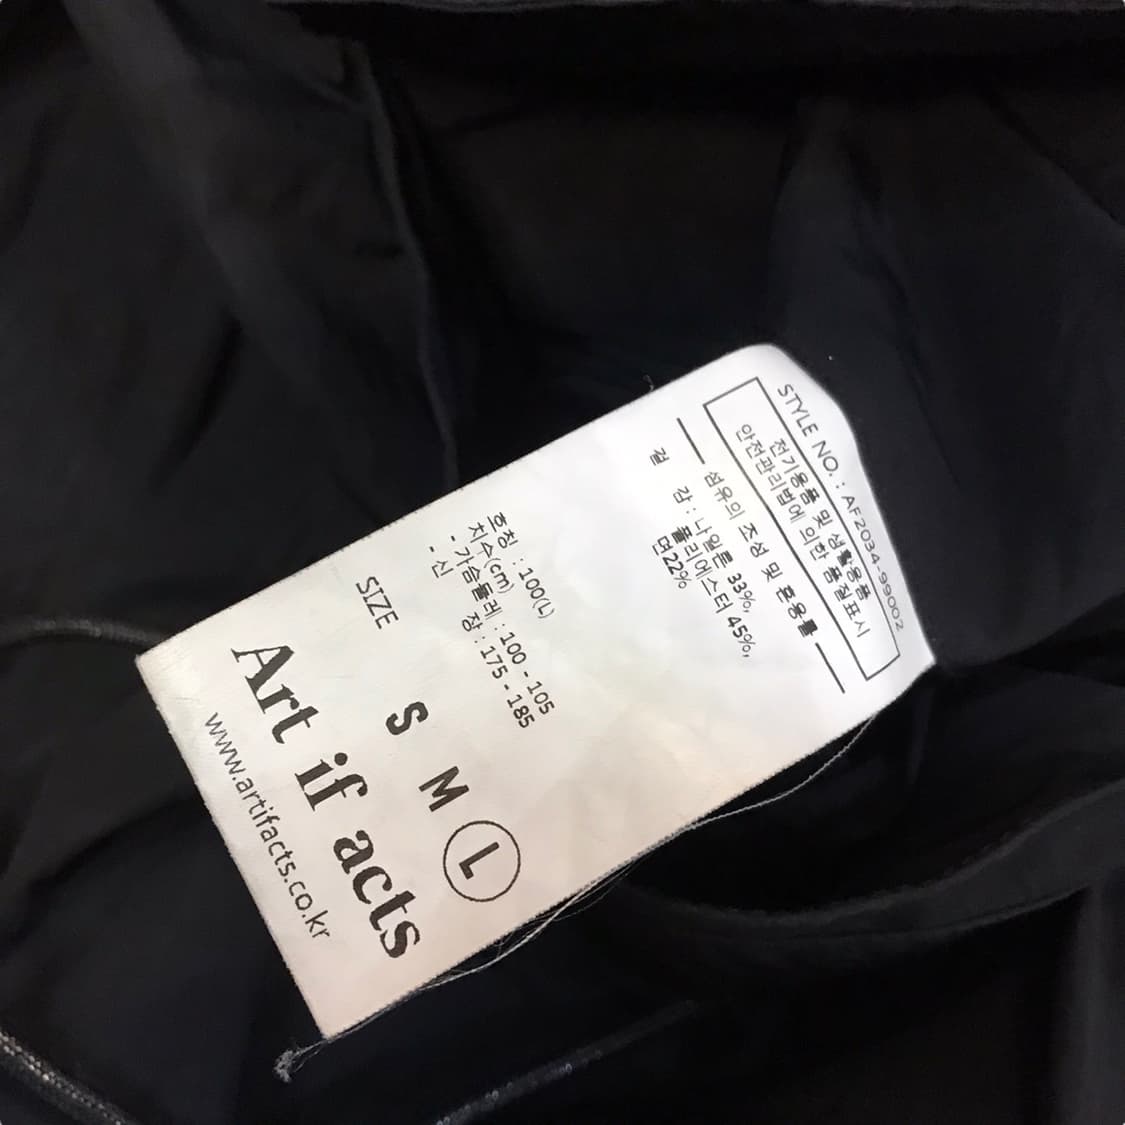 STYLE NO. : AF2034-99002
전기용품 및 생활용품
안전관리법에 의한 품질표시
섬유의 조성 및 혼용률
겉 감 : 나일론 33%,
폴리에스터 45%,
면22%
호칭 : 100(L)
치수(cm)
- 가슴둘레 : 100 - 105
- 신 장 : 175 - 185
SIZE S M L
Art if acts
www.artifacts.co.kr